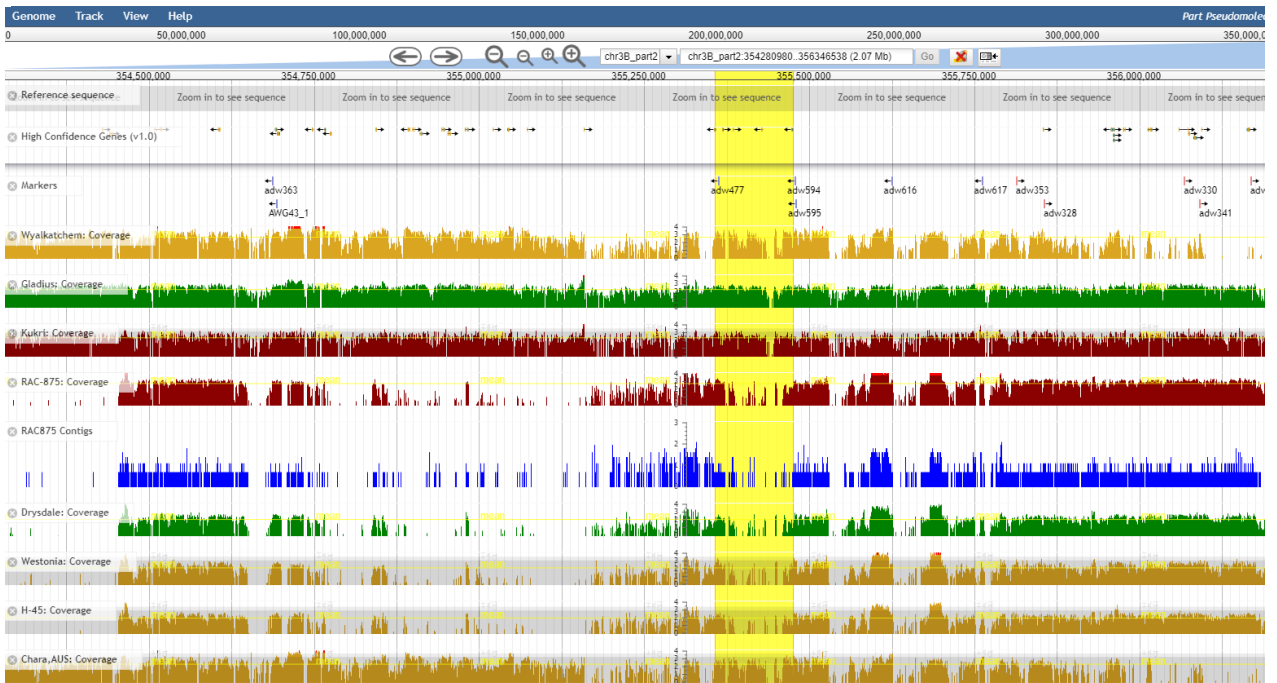 Genome Track View Help Part Pseudomolec
0 50,000,000 100,000,000 150,000,000 200,000,000 250,000,000 300,000,000 350,000,0
chr3B_part2 chr3B_part2:354280980..356346538 (2.07 Mb) Go
354,500,000 354,750,000 355,000,000 355,250,000 355,500,000 355,750,000 356,000,000
Reference sequence Zoom in to see sequence Zoom in to see sequence Zoom in to see sequence Zoom in to see sequence Zoom in to see sequence Zoom in to see sequence Zoom in to see sequen
High Confidence Genes (v1.0)
Markers
adw363 adw477 adw594 adw616 adw617 adw353 adw330 adw
AWG43_1 adw595 adw328 adw341
Wyalkatchem: Coverage
Gladius: Coverage
Kukri: Coverage
RAC-875: Coverage
RAC875 Contigs
3
2
Drysdale: Coverage
Westonia: Coverage
H-45: Coverage
Chara,AUS: Coverage